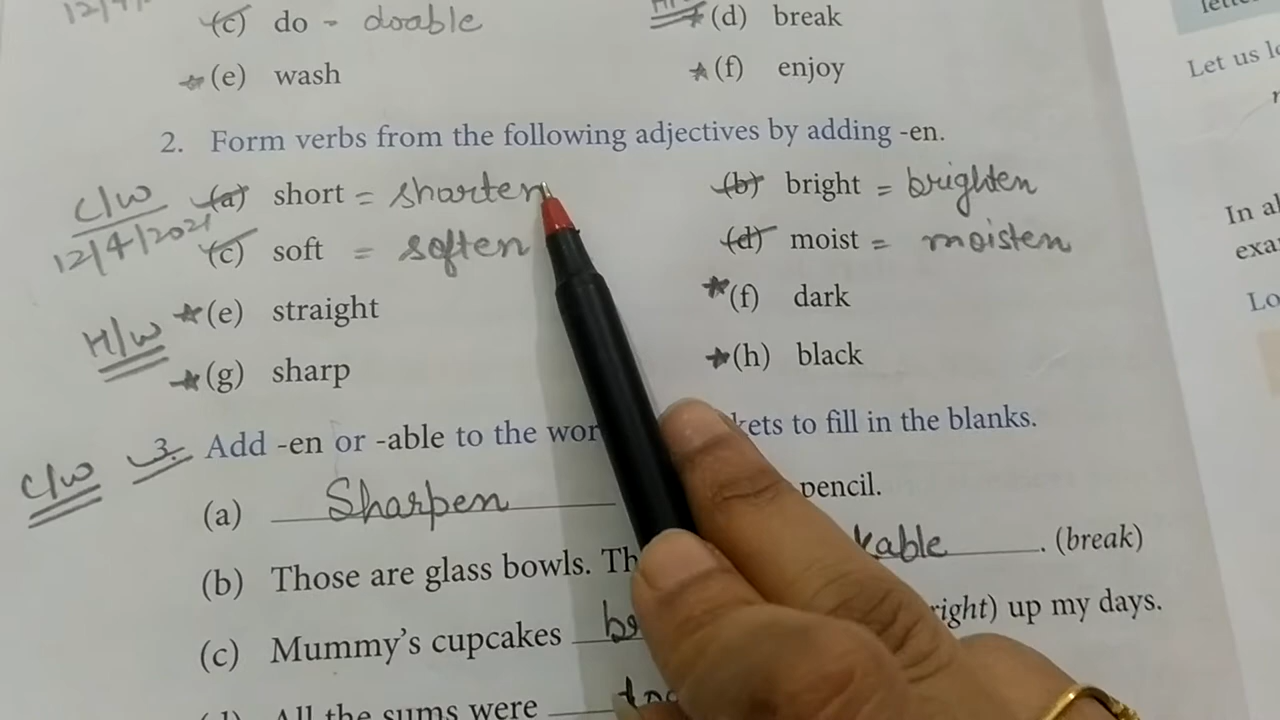 (c) do - doable (d) break
(e) wash (f) enjoy
2. Form verbs from the following adjectives by adding -en.
C/W (a) short = shorten (b) bright = brighten
12/4/2021 (c) soft = soften (d) moist = moisten
H/W (e) straight (f) dark
(g) sharp (h) black
C/W 3. Add -en or -able to the wor kets to fill in the blanks.
(a) Sharpen pencil.
(b) Those are glass bowls. Th kable . (break)
(c) Mummy's cupcakes right) up my days.
All the sums were
Let us
In
Lo